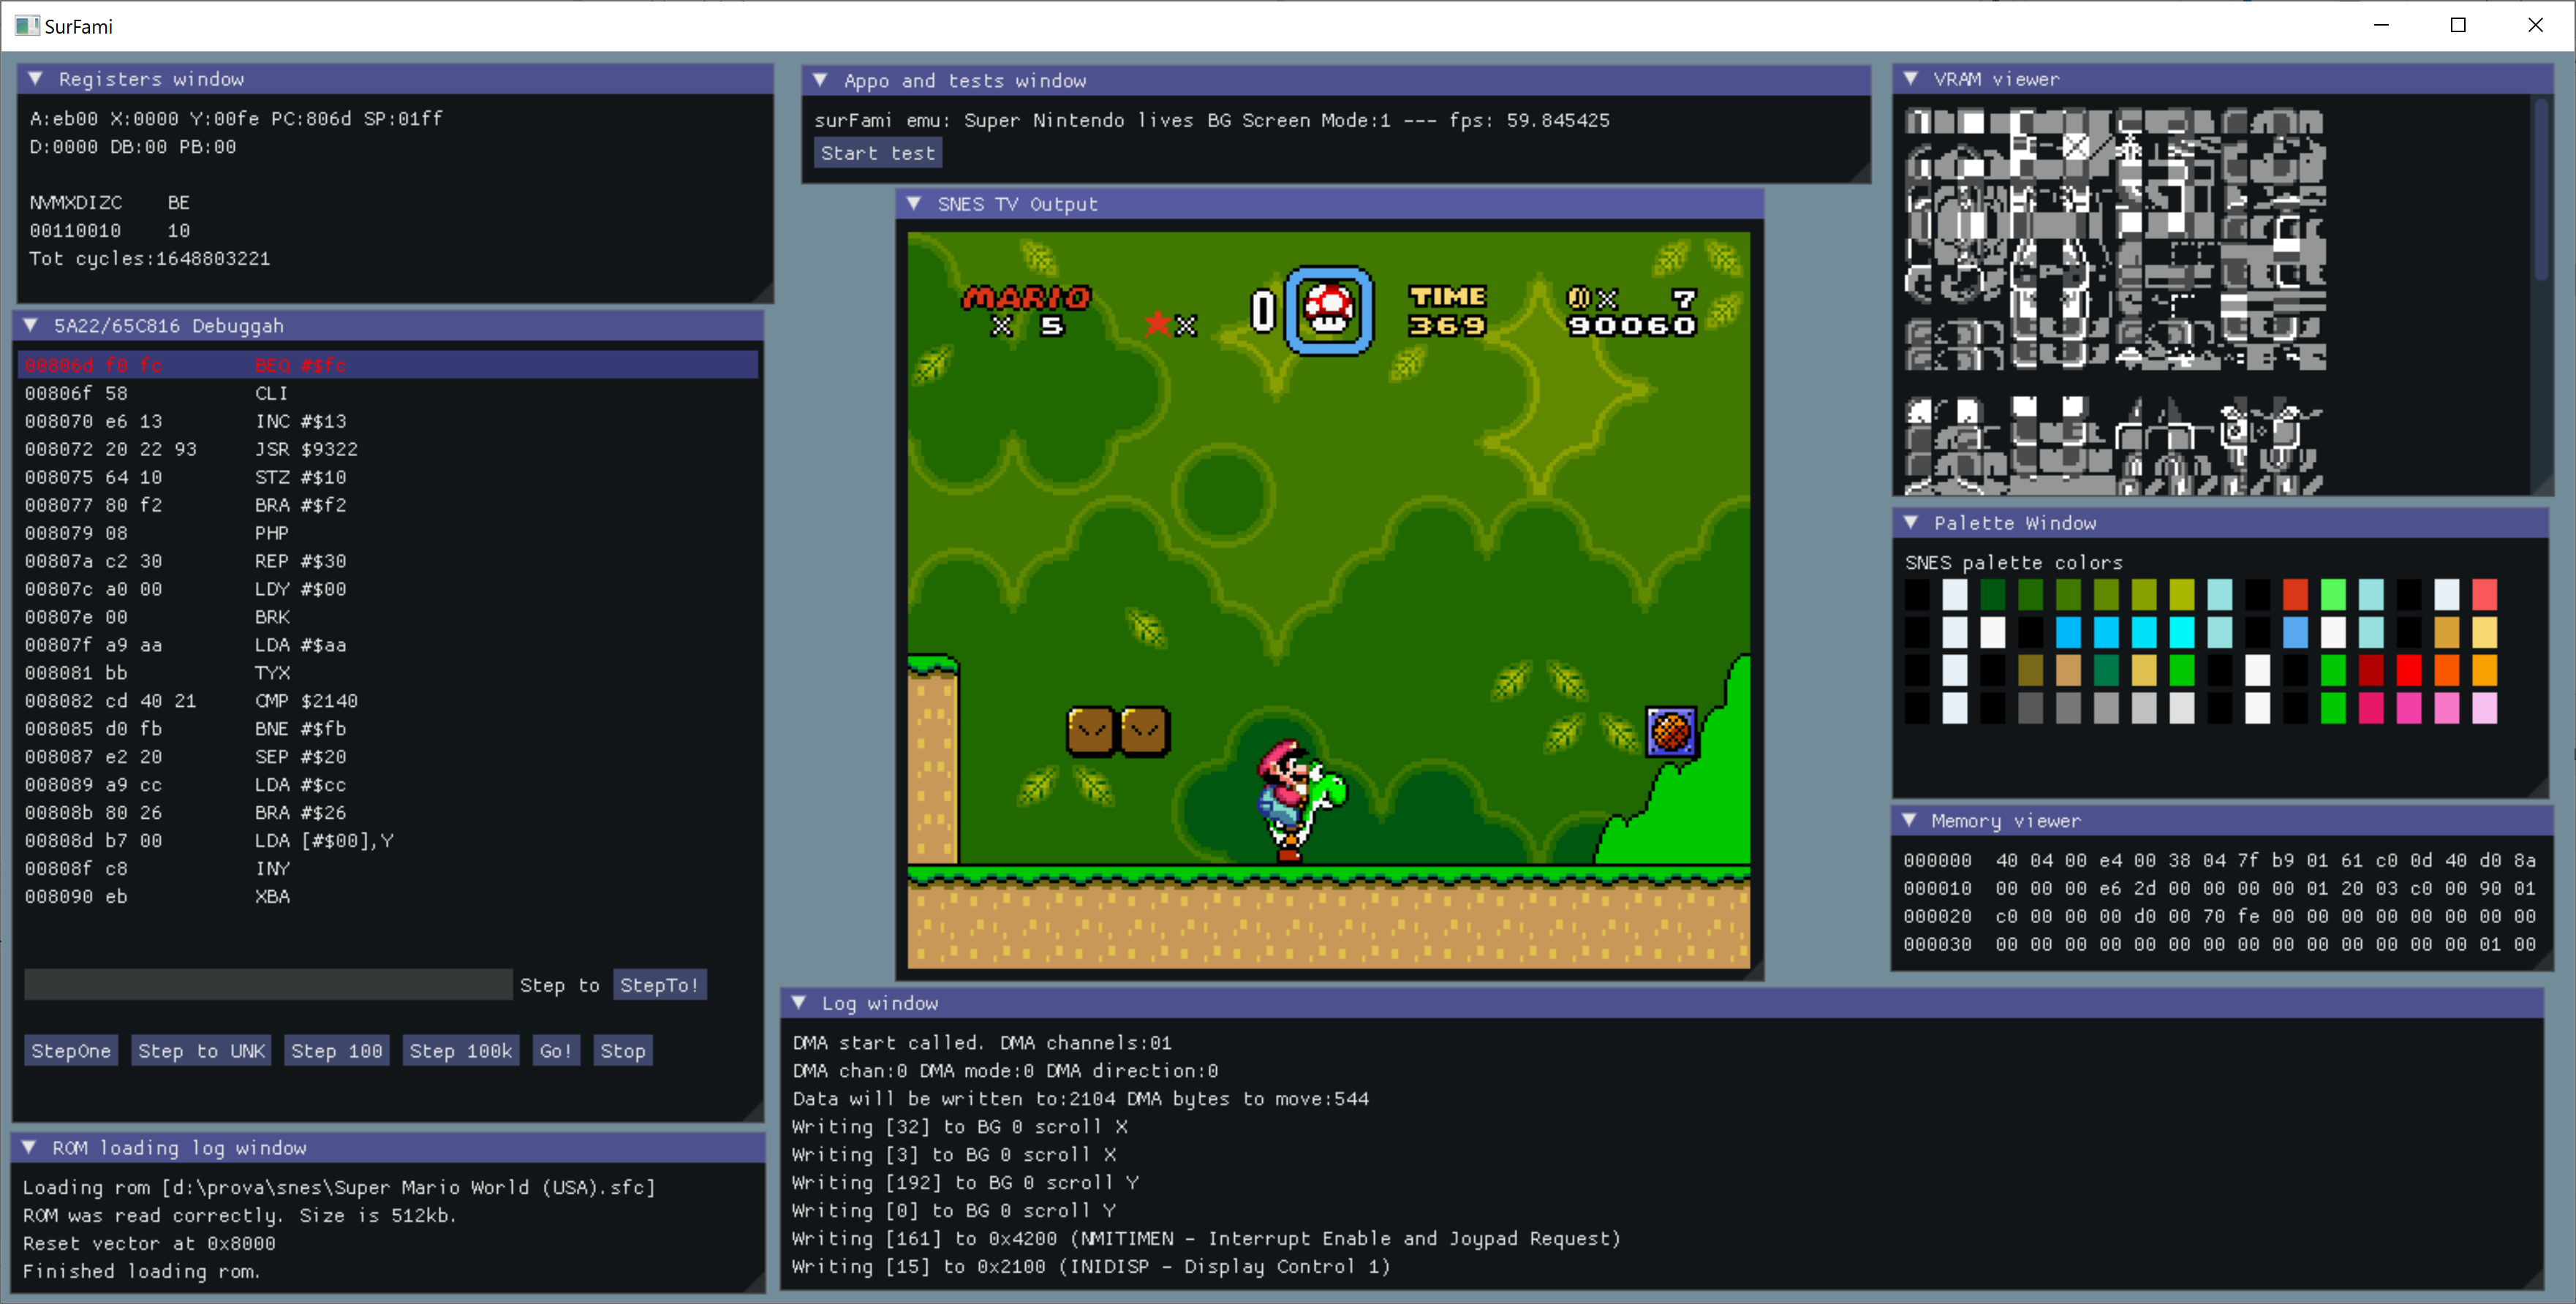 SurFami
Registers window
A:eb00 X:0000 Y:00fe PC:806d SP:01ff
D:0000 DB:00 PB:00
NVMXDIZC BE
00110010 10
Tot cycles:1648803221
5A22/65C816 Debuggah
00806d f0 fc BEQ #$fc
00806f 58 CLI
008070 e6 13 INC #$13
008072 20 22 93 JSR $9322
008075 64 10 STZ #$10
008077 80 f2 BRA #$f2
008079 08 PHP
00807a c2 30 REP #$30
00807c a0 00 LDY #$00
00807e 00 BRK
00807f a9 aa LDA #$aa
008081 bb TYX
008082 cd 40 21 CMP $2140
008085 d0 fb BNE #$fb
008087 e2 20 SEP #$20
008089 a9 cc LDA #$cc
00808b 80 26 BRA #$26
00808d b7 00 LDA [#$00],Y
00808f c8 INY
008090 eb XBA
Step to StepTo!
StepOne Step to UNK Step 100 Step 100k Go! Stop
ROM loading log window
Loading rom [d:\prova\snes\Super Mario World (USA).sfc]
ROM was read correctly. Size is 512kb.
Reset vector at 0x8000
Finished loading rom.
Appo and tests window
surFami emu: Super Nintendo lives BG Screen Mode:1 --- fps: 59.845425
Start test
SNES TV Output
MARIO 0 TIME X 7
X 5 X 369 90060
Log window
DMA start called. DMA channels:01
DMA chan:0 DMA mode:0 DMA direction:0
Data will be written to:2104 DMA bytes to move:544
Writing [32] to BG 0 scroll X
Writing [3] to BG 0 scroll X
Writing [192] to BG 0 scroll Y
Writing [0] to BG 0 scroll Y
Writing [161] to 0x4200 (NMITIMEN - Interrupt Enable and Joypad Request)
Writing [15] to 0x2100 (INIDISP - Display Control 1)
VRAM viewer
Palette Window
SNES palette colors
Memory viewer
000000 40 04 00 e4 00 38 04 7f b9 01 61 c0 0d 40 d0 8a
000010 00 00 00 e6 2d 00 00 00 00 01 20 03 c0 00 90 01
000020 c0 00 00 00 d0 00 70 fe 00 00 00 00 00 00 00 00
000030 00 00 00 00 00 00 00 00 00 00 00 00 00 00 01 00